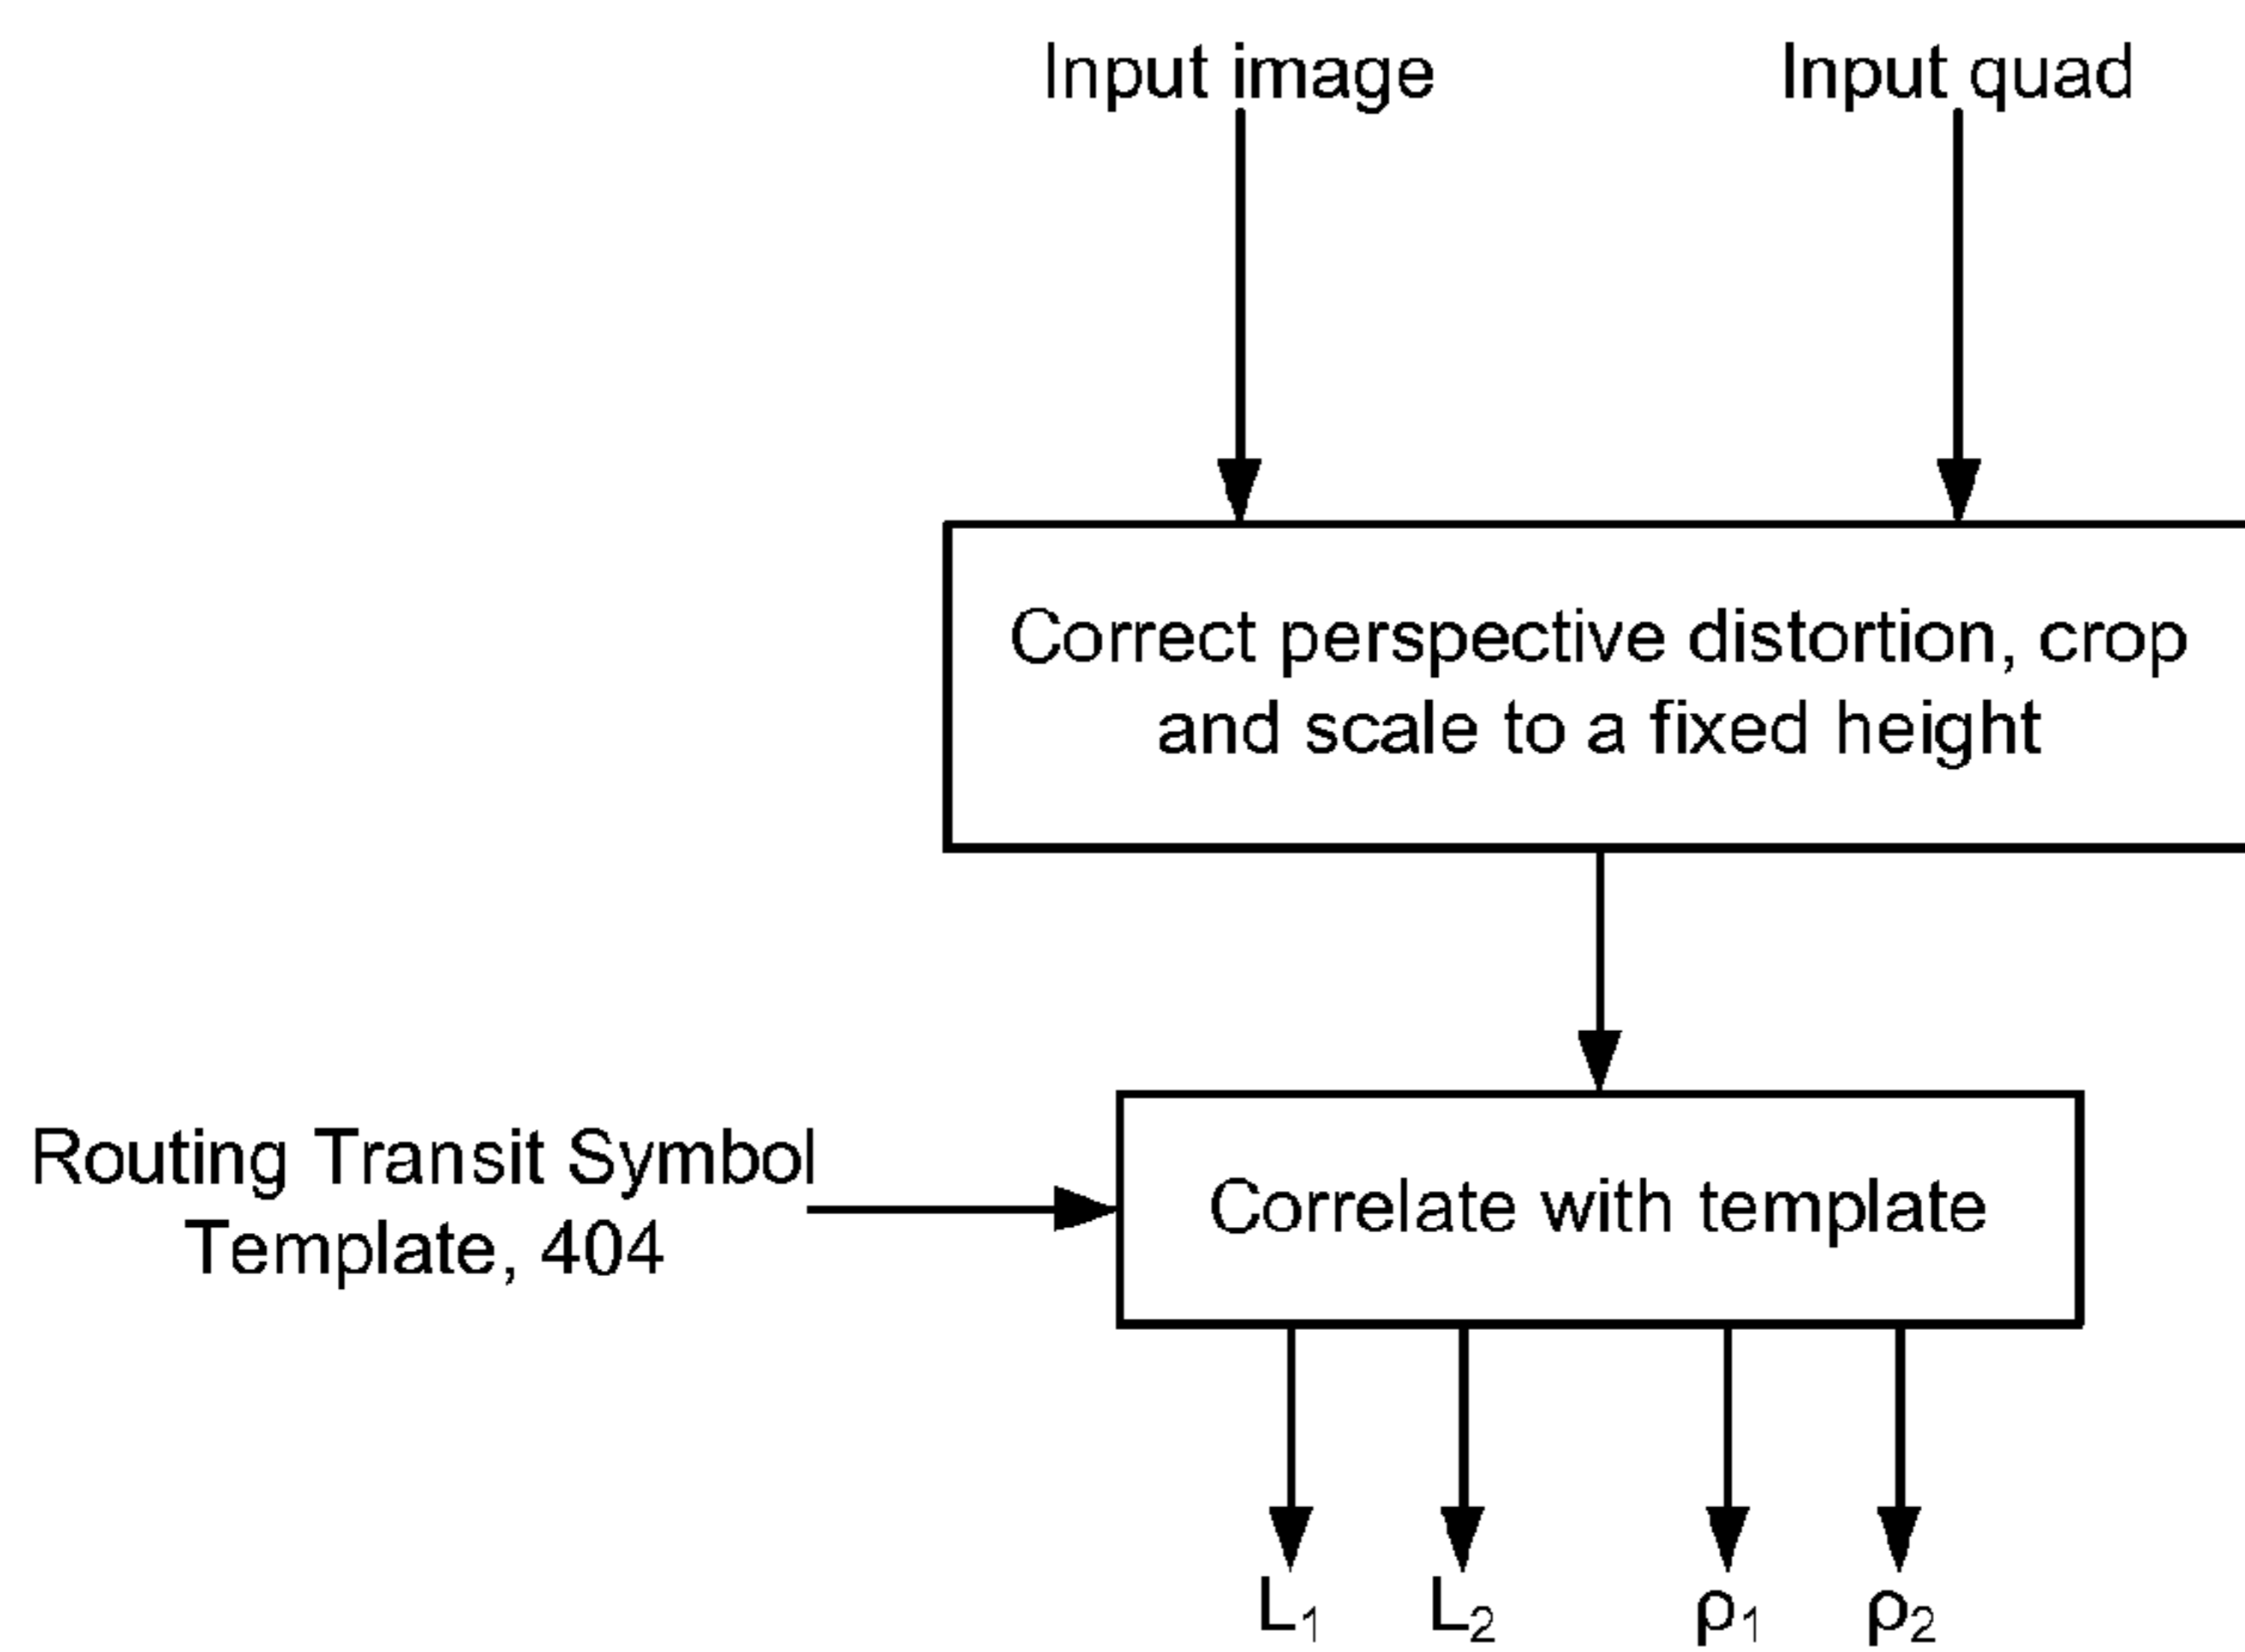 Input image
Input quad
Correct perspective distortion, crop
and scale to a fixed height
Routing Transit Symbol
Template, 404
Correlate with template
L₁
L₂
ρ₁
ρ₂